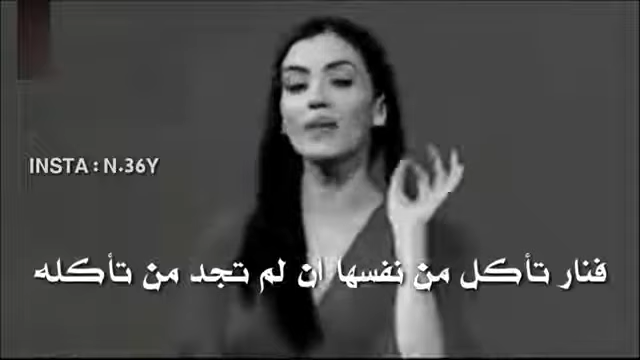 INSTA : N.36Y
فنار تأكل من نفسها ان لم تجد من تأكله